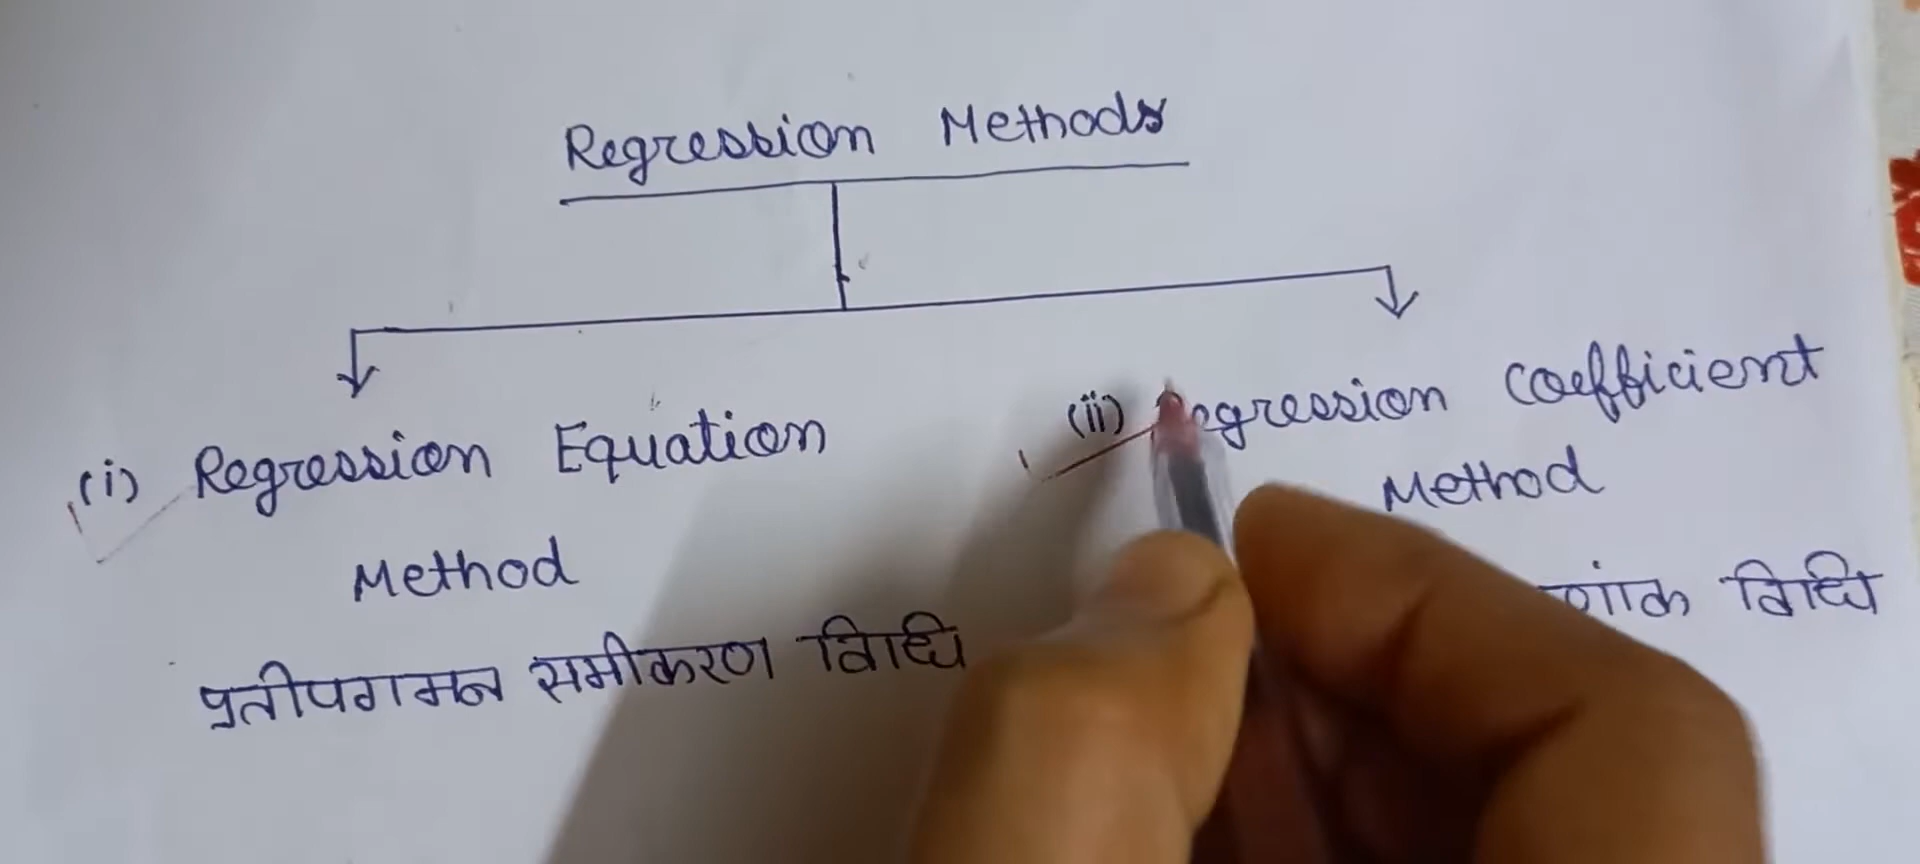 Regression Methods
(i) Regression Equation
Method
प्रतीपगमन समीकरण विधि
(ii) Regression Coefficient
Method
विधि